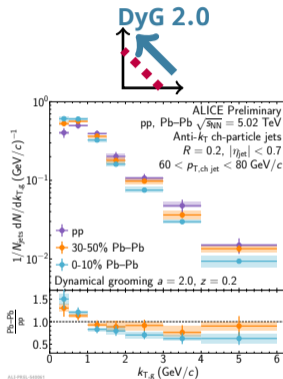 DyG 2.0
ALICE Preliminary
pp, Pb–Pb √sNN = 5.02 TeV
Anti-kT ch-particle jets
R = 0.2, |ηjet| < 0.7
60 < pT,ch jet < 80 GeV/c
1/Njets dN/dkT,g (GeV/c)⁻¹
10⁰
10⁻¹
10⁻²
pp
30-50% Pb–Pb
0-10% Pb–Pb
Dynamical grooming a = 2.0, z = 0.2
Pb–Pb
pp
1.5
1.0
0.5
0 1 2 3 4 5 6
kT,g (GeV/c)